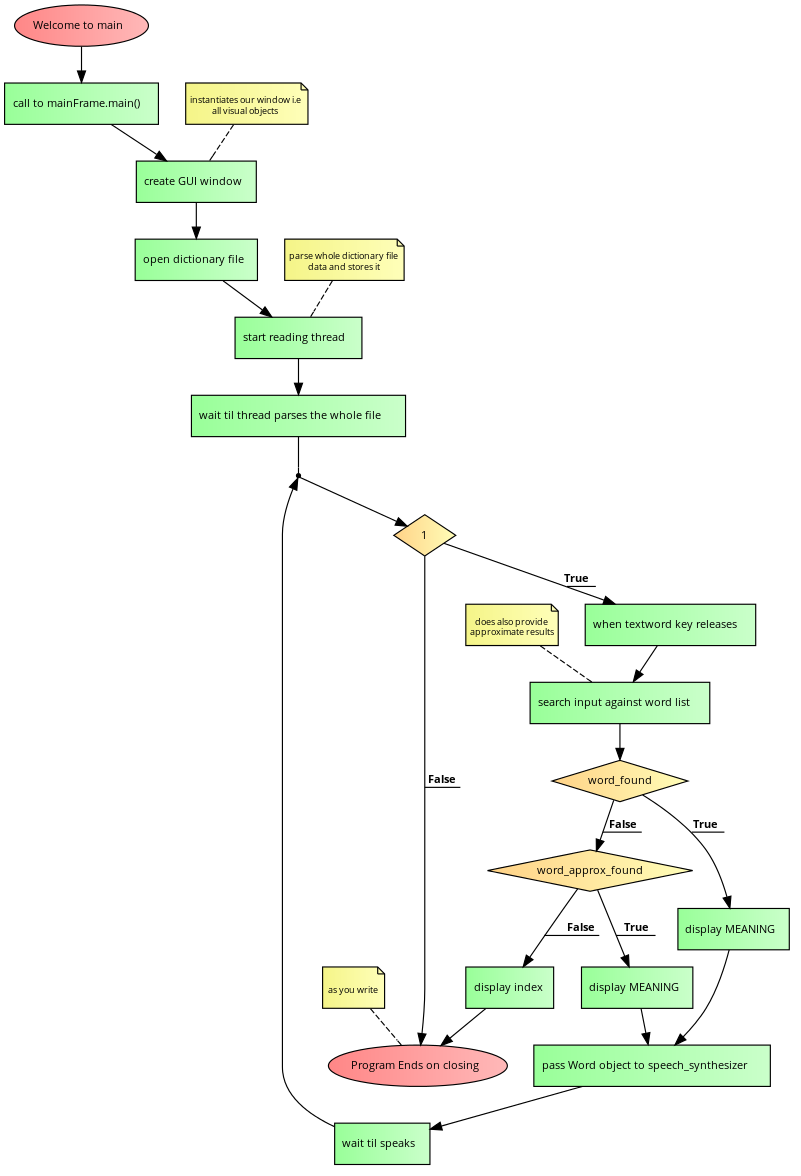 Welcome to main
call to mainFrame.main()
instantiates our window i.e
all visual objects
create GUI window
open dictionary file
parse whole dictionary file
data and stores it
start reading thread
wait til thread parses the whole file
1
True
does also provide
approximate results
when textword key releases
search input against word list
False
word_found
False
True
word_approx_found
False
True
display MEANING
as you write
display index
display MEANING
Program Ends on closing
pass Word object to speech_synthesizer
wait til speaks